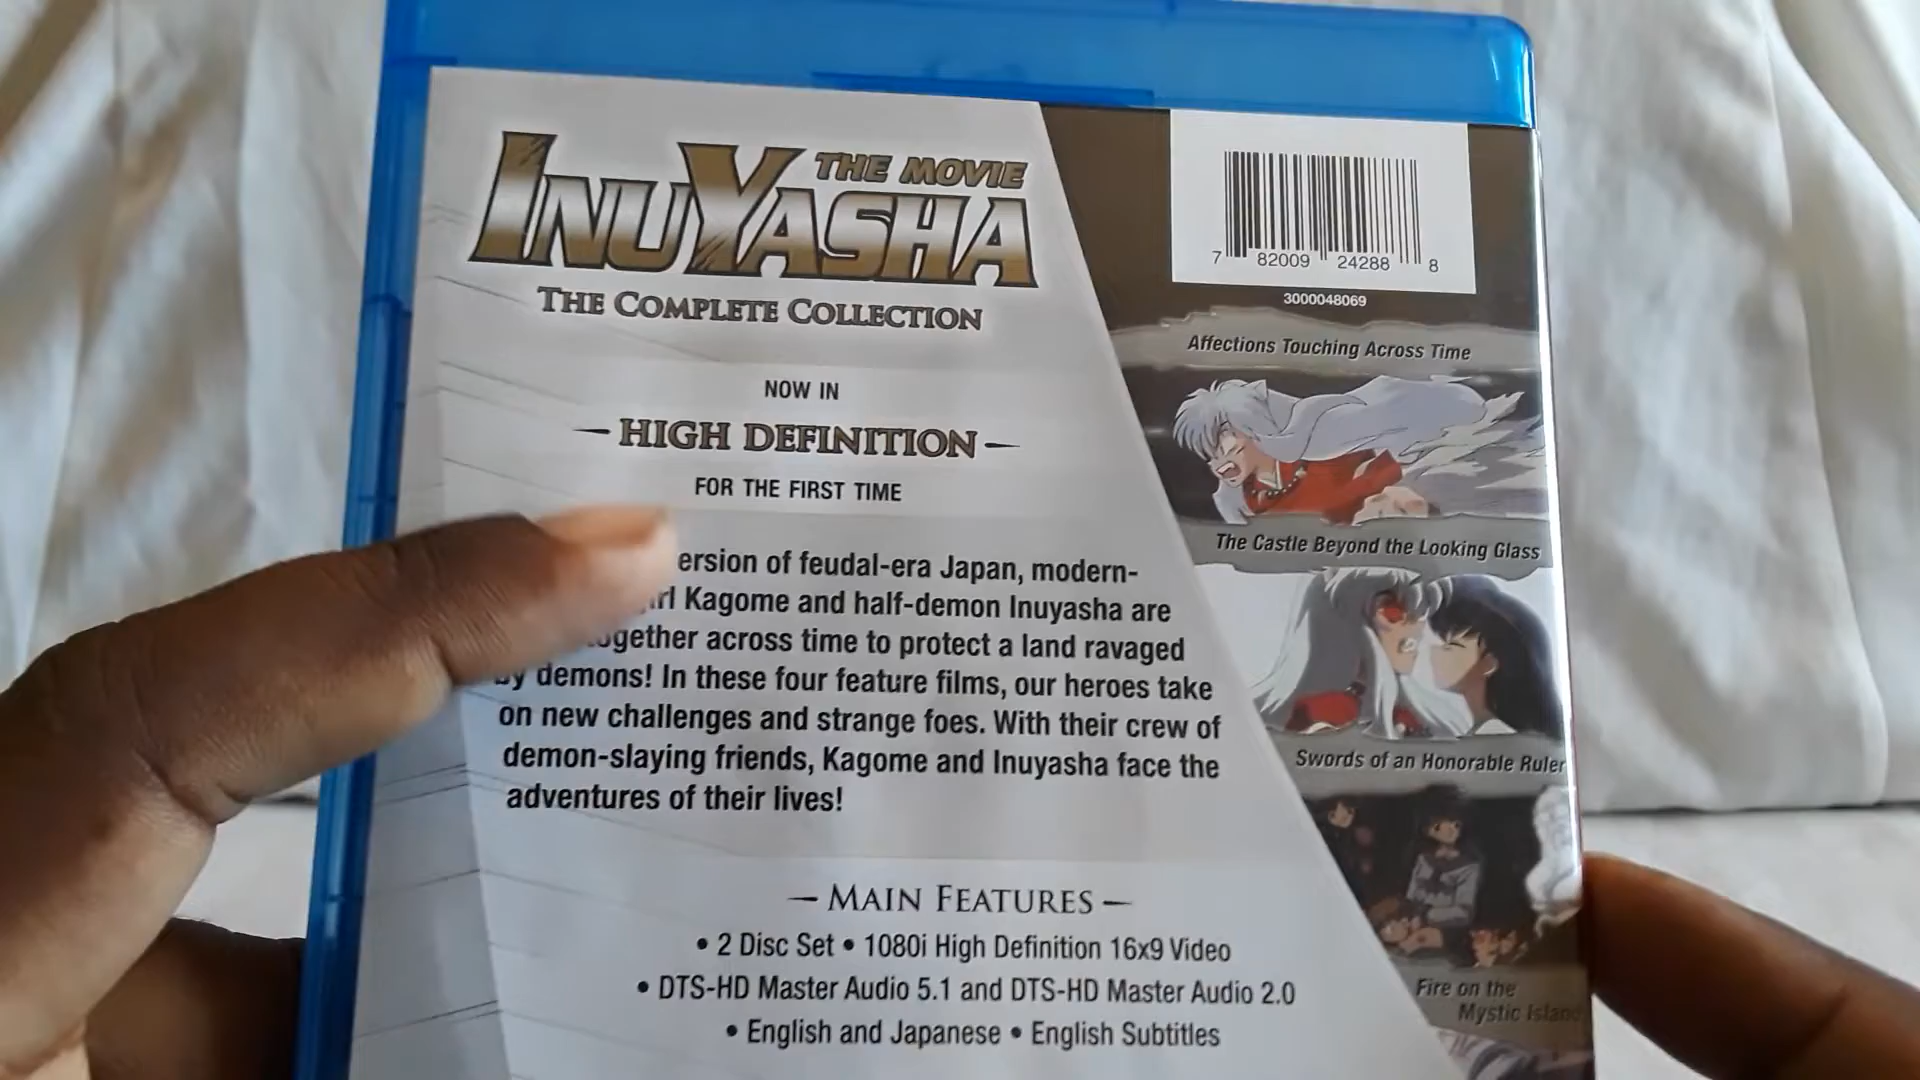 THE MOVIE
INUYASHA
THE COMPLETE COLLECTION
NOW IN
HIGH DEFINITION
FOR THE FIRST TIME
of feudal-era Japan, modern-
Kagome and half-demon Inuyasha are
across time to protect a land ravaged
demons! In these four feature films, our heroes take
on new challenges and strange foes. With their crew of
demon-slaying friends, Kagome and Inuyasha face the
adventures of their lives!
MAIN FEATURES
• 2 Disc Set • 1080i High Definition 16x9 Video
• DTS-HD Master Audio 5.1 and DTS-HD Master Audio 2.0
• English and Japanese • English Subtitles
7 82009 24288 8
3000048069
Affections Touching Across Time
The Castle Beyond the Looking Glass
Swords of an Honorable Ruler
Fire on the
Mystic Island